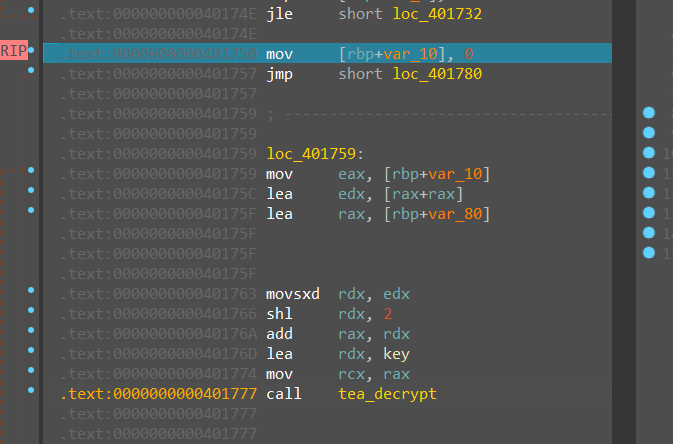 .text:000000000040174E jle short loc_401732
.text:000000000040174E
RIP .text:0000000000401750 mov [rbp+var_10], 0
.text:0000000000401757 jmp short loc_401780
.text:0000000000401757
.text:0000000000401759 ; ------------------------------------
.text:0000000000401759
.text:0000000000401759 loc_401759:
.text:0000000000401759 mov eax, [rbp+var_10]
.text:000000000040175C lea edx, [rax+rax]
.text:000000000040175F lea rax, [rbp+var_80]
.text:000000000040175F
.text:000000000040175F
.text:000000000040175F
.text:0000000000401763 movsxd rdx, edx
.text:0000000000401766 shl rdx, 2
.text:000000000040176A add rax, rdx
.text:000000000040176D lea rdx, key
.text:0000000000401774 mov rcx, rax
.text:0000000000401777 call tea_decrypt
.text:0000000000401777
.text:0000000000401777